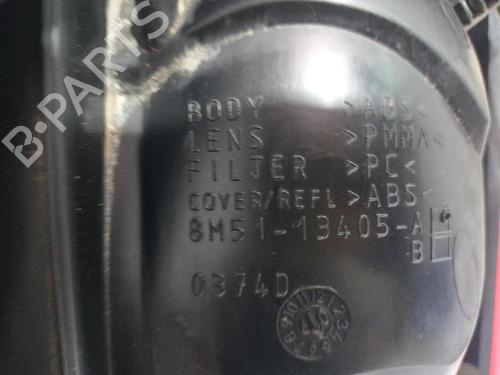 B-PARTS
BODY >ABS<
LENS >PMMA<
FILTER >PC<
COVER/REFL >ABS<
8M51-13405-A
B
0374D